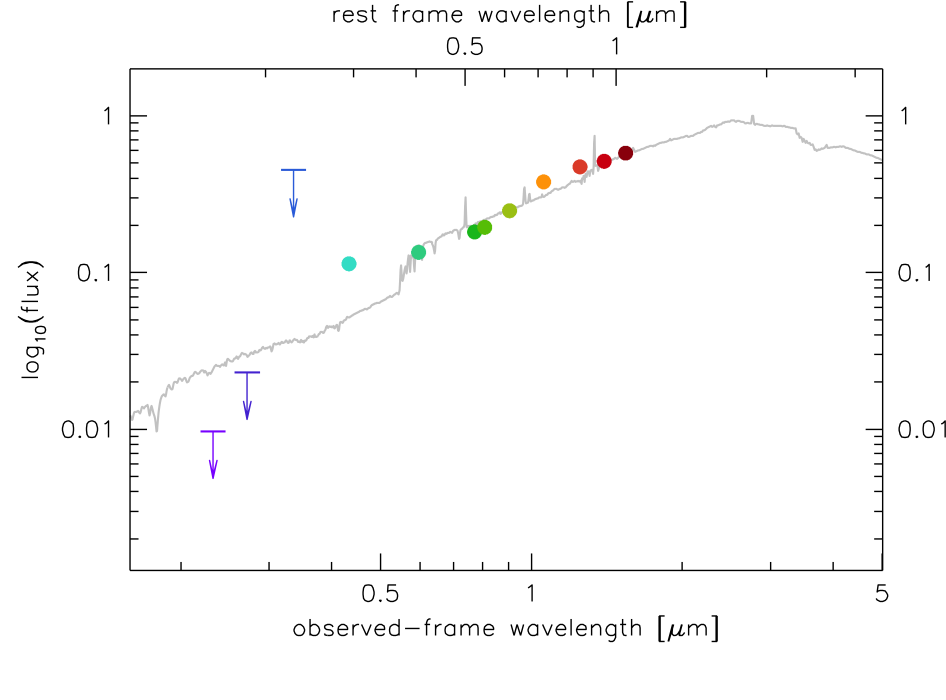 rest frame wavelength [μm]
0.5 1
1 1
0.1 0.1
0.01 0.01
log10(flux)
0.5 1 5
observed-frame wavelength [μm]